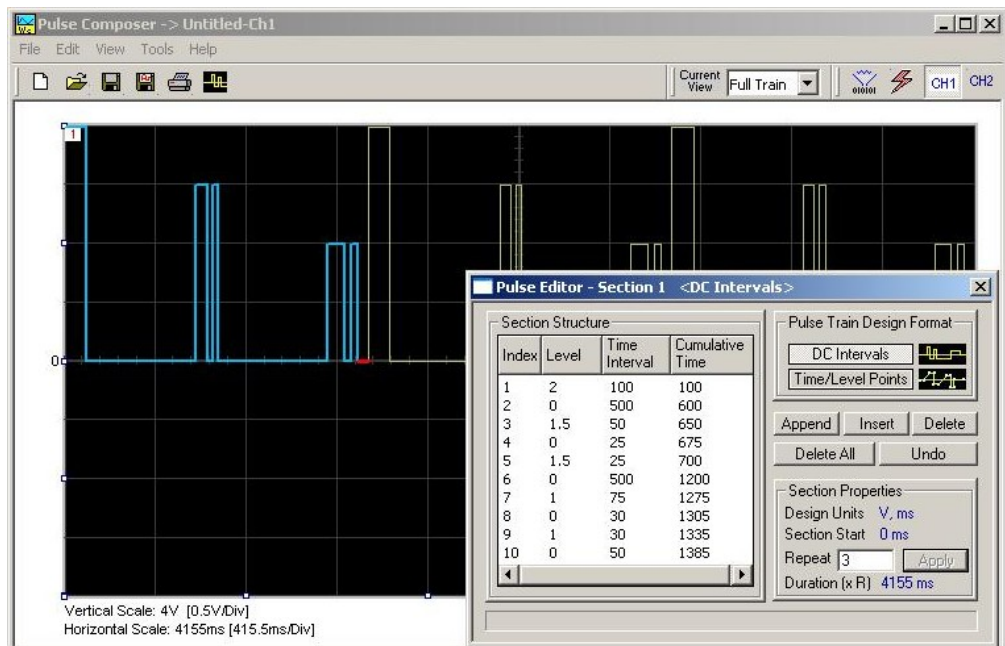 Pulse Composer -> Untitled-Ch1
File Edit View Tools Help
Current View Full Train CH1 CH2
1
0
Vertical Scale: 4V [0.5V/Div]
Horizontal Scale: 4155ms [415.5ms/Div]
Pulse Editor - Section 1 <DC Intervals>
Section Structure
Index Level Time Interval Cumulative Time
1 2 100 100
2 0 500 600
3 1.5 50 650
4 0 25 675
5 1.5 25 700
6 0 500 1200
7 1 75 1275
8 0 30 1305
9 1 30 1335
10 0 50 1385
Pulse Train Design Format
DC Intervals
Time/Level Points
Append Insert Delete
Delete All Undo
Section Properties
Design Units V, ms
Section Start 0 ms
Repeat 3 Apply
Duration (x R) 4155 ms